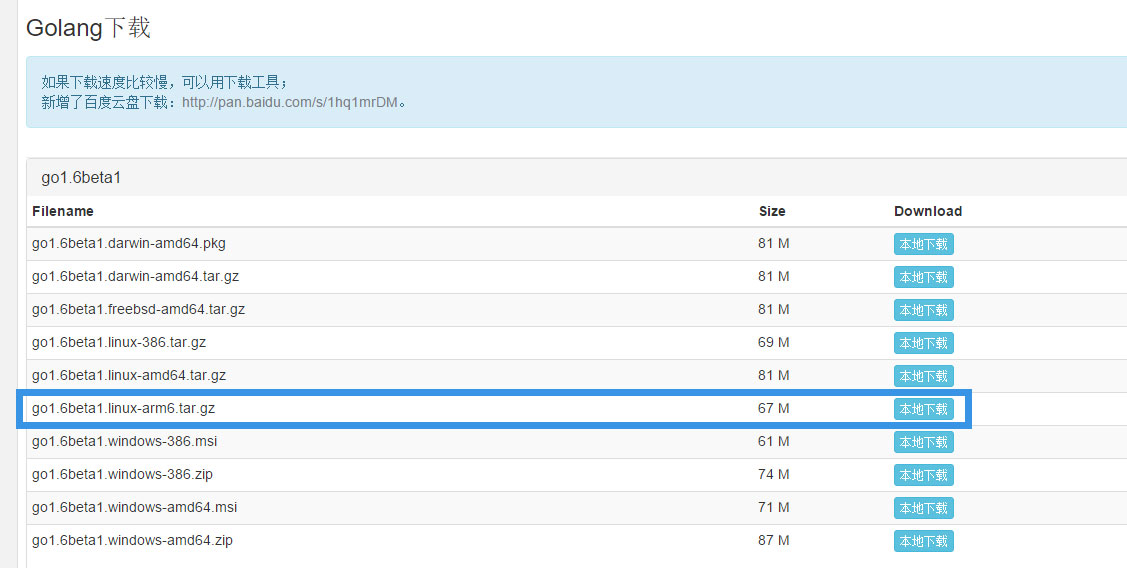 Golang下载
如果下载速度比较慢，可以用下载工具；
新增了百度云盘下载：http://pan.baidu.com/s/1hq1mrDM。
go1.6beta1
Filename Size Download
go1.6beta1.darwin-amd64.pkg 81 M 本地下载
go1.6beta1.darwin-amd64.tar.gz 81 M 本地下载
go1.6beta1.freebsd-amd64.tar.gz 81 M 本地下载
go1.6beta1.linux-386.tar.gz 69 M 本地下载
go1.6beta1.linux-amd64.tar.gz 81 M 本地下载
go1.6beta1.linux-arm6.tar.gz 67 M 本地下载
go1.6beta1.windows-386.msi 61 M 本地下载
go1.6beta1.windows-386.zip 74 M 本地下载
go1.6beta1.windows-amd64.msi 71 M 本地下载
go1.6beta1.windows-amd64.zip 87 M 本地下载